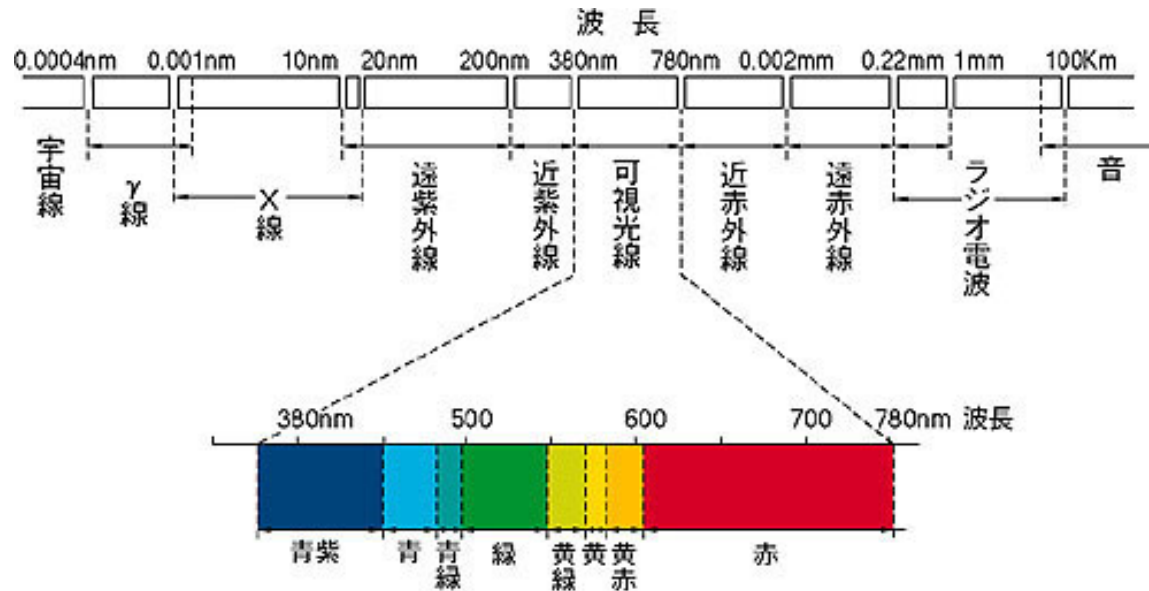 波 長
0.0004nm 0.001nm 10nm 20nm 200nm 380nm 780nm 0.002mm 0.22mm 1mm 100Km
宇宙線
γ線
X線
遠紫外線
近紫外線
可視光線
近赤外線
遠赤外線
ラジオ電波
音
380nm 500 600 700 780nm 波長
青紫
青
青緑
緑
黄緑
黄
黄赤
赤